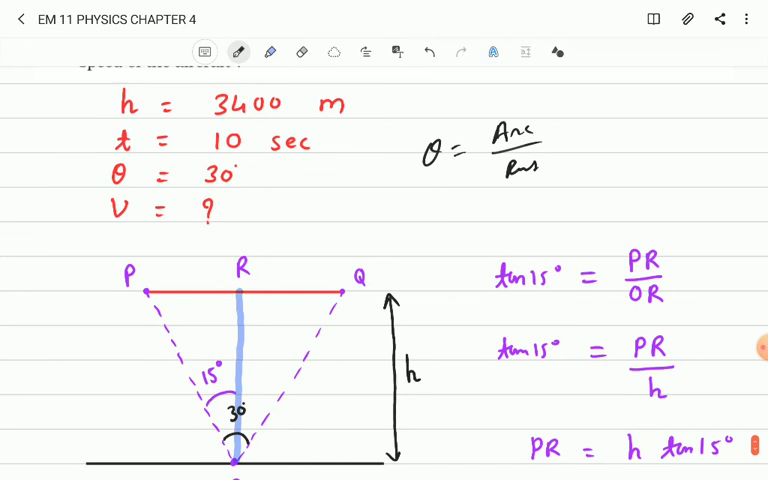 EM 11 PHYSICS CHAPTER 4
h = 3400 m
t = 10 sec
θ = 30°
V = ?
θ = Arc
P R Q
15°
30°
h
tan15° = PR / OR
tan15° = PR / h
PR = h tan15°